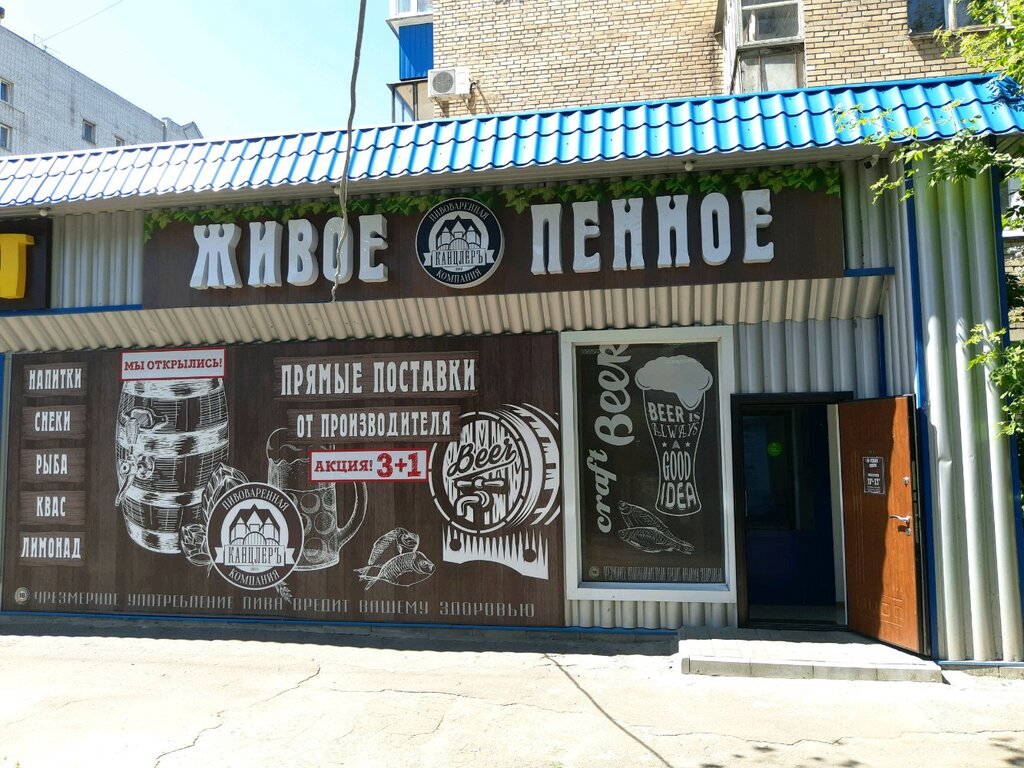 ЖИВОЕ
ПИВОВАРЕННАЯ
КАНЦЛЕРЪ
КОМПАНИЯ
ПЕННОЕ
МЫ ОТКРЫЛИСЬ!
НАПИТКИ
СНЕКИ
РЫБА
КВАС
ЛИМОНАД
ПРЯМЫЕ ПОСТАВКИ
ОТ ПРОИЗВОДИТЕЛЯ
АКЦИЯ! 3+1
Beer
ПИВОВАРЕННАЯ
КАНЦЛЕРЪ
КОМПАНИЯ
18 ЧРЕЗМЕРНОЕ УПОТРЕБЛЕНИЕ ПИВА ВРЕДИТ ВАШЕМУ ЗДОРОВЬЮ
craft Beer
BEER IS
ALWAYS
GOOD
IDEA